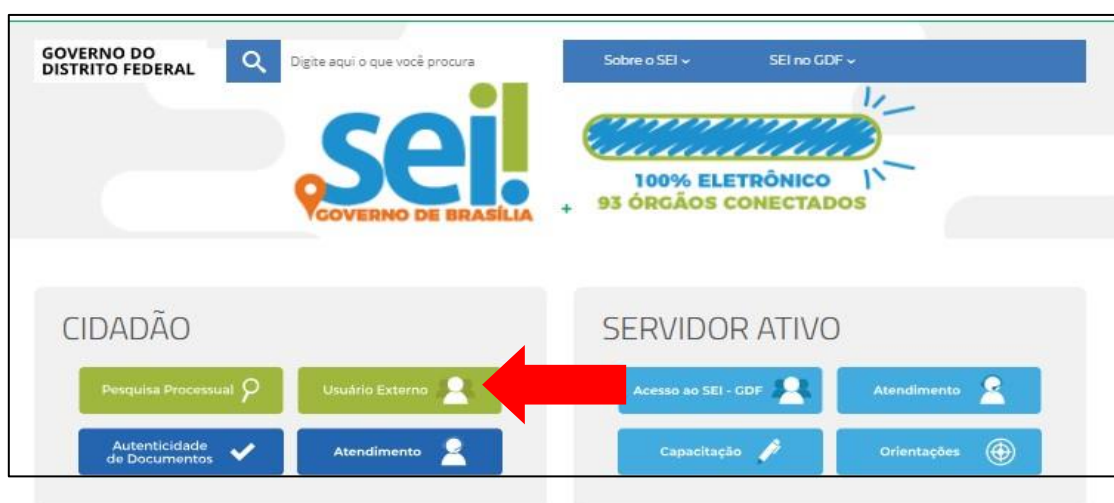 GOVERNO DO
DISTRITO FEDERAL
Digite aqui o que você procura
Sobre o SEI
SEI no GDF
sei!
GOVERNO DE BRASÍLIA
+
100% ELETRÔNICO
93 ÓRGÃOS CONECTADOS
CIDADÃO
Pesquisa Processual
Usuário Externo
Autenticidade
de Documentos
Atendimento
SERVIDOR ATIVO
Acesso ao SEI - GDF
Atendimento
Capacitação
Orientações